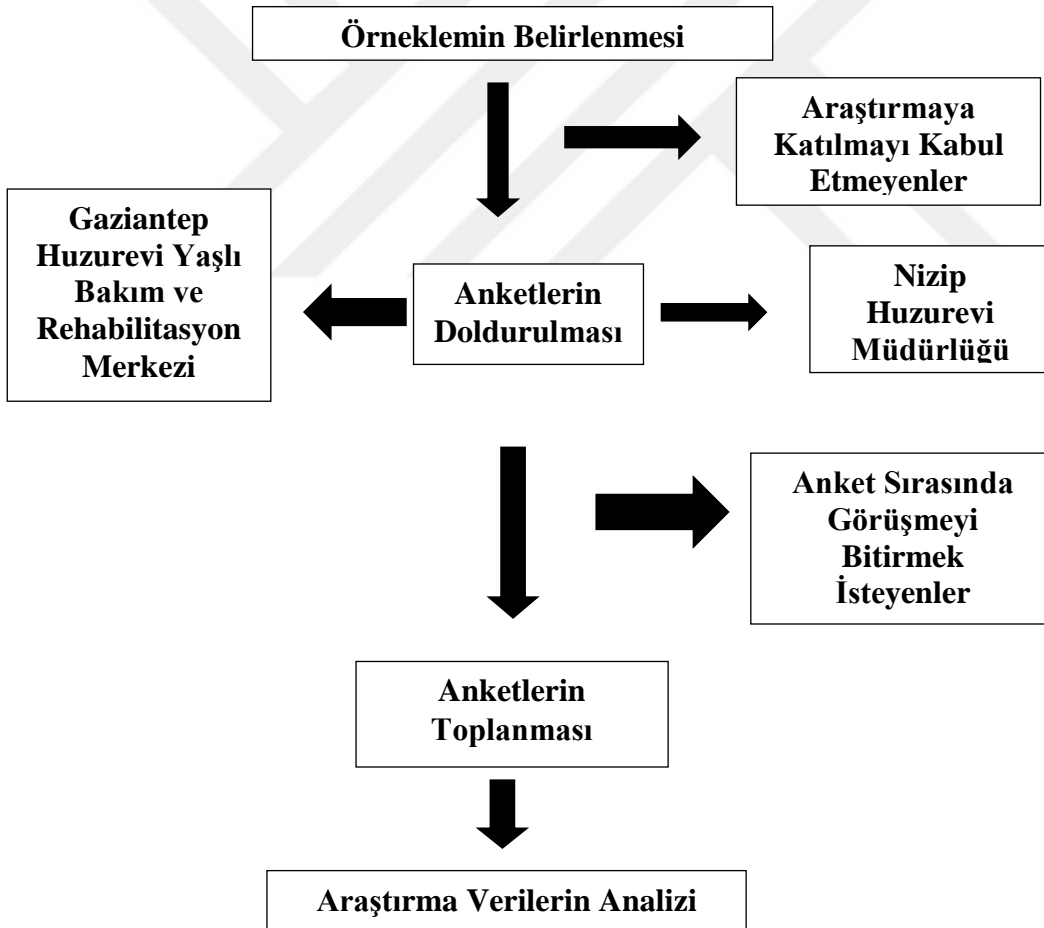 Örneklemin Belirlenmesi
Araştırmaya
Katılmayı Kabul
Etmeyenler
Gaziantep
Huzurevi Yaşlı
Bakım ve
Rehabilitasyon
Merkezi
Anketlerin
Doldurulması
Nizip
Huzurevi
Müdürlüğü
Anket Sırasında
Görüşmeyi
Bitirmek
İsteyenler
Anketlerin
Toplanması
Araştırma Verilerin Analizi